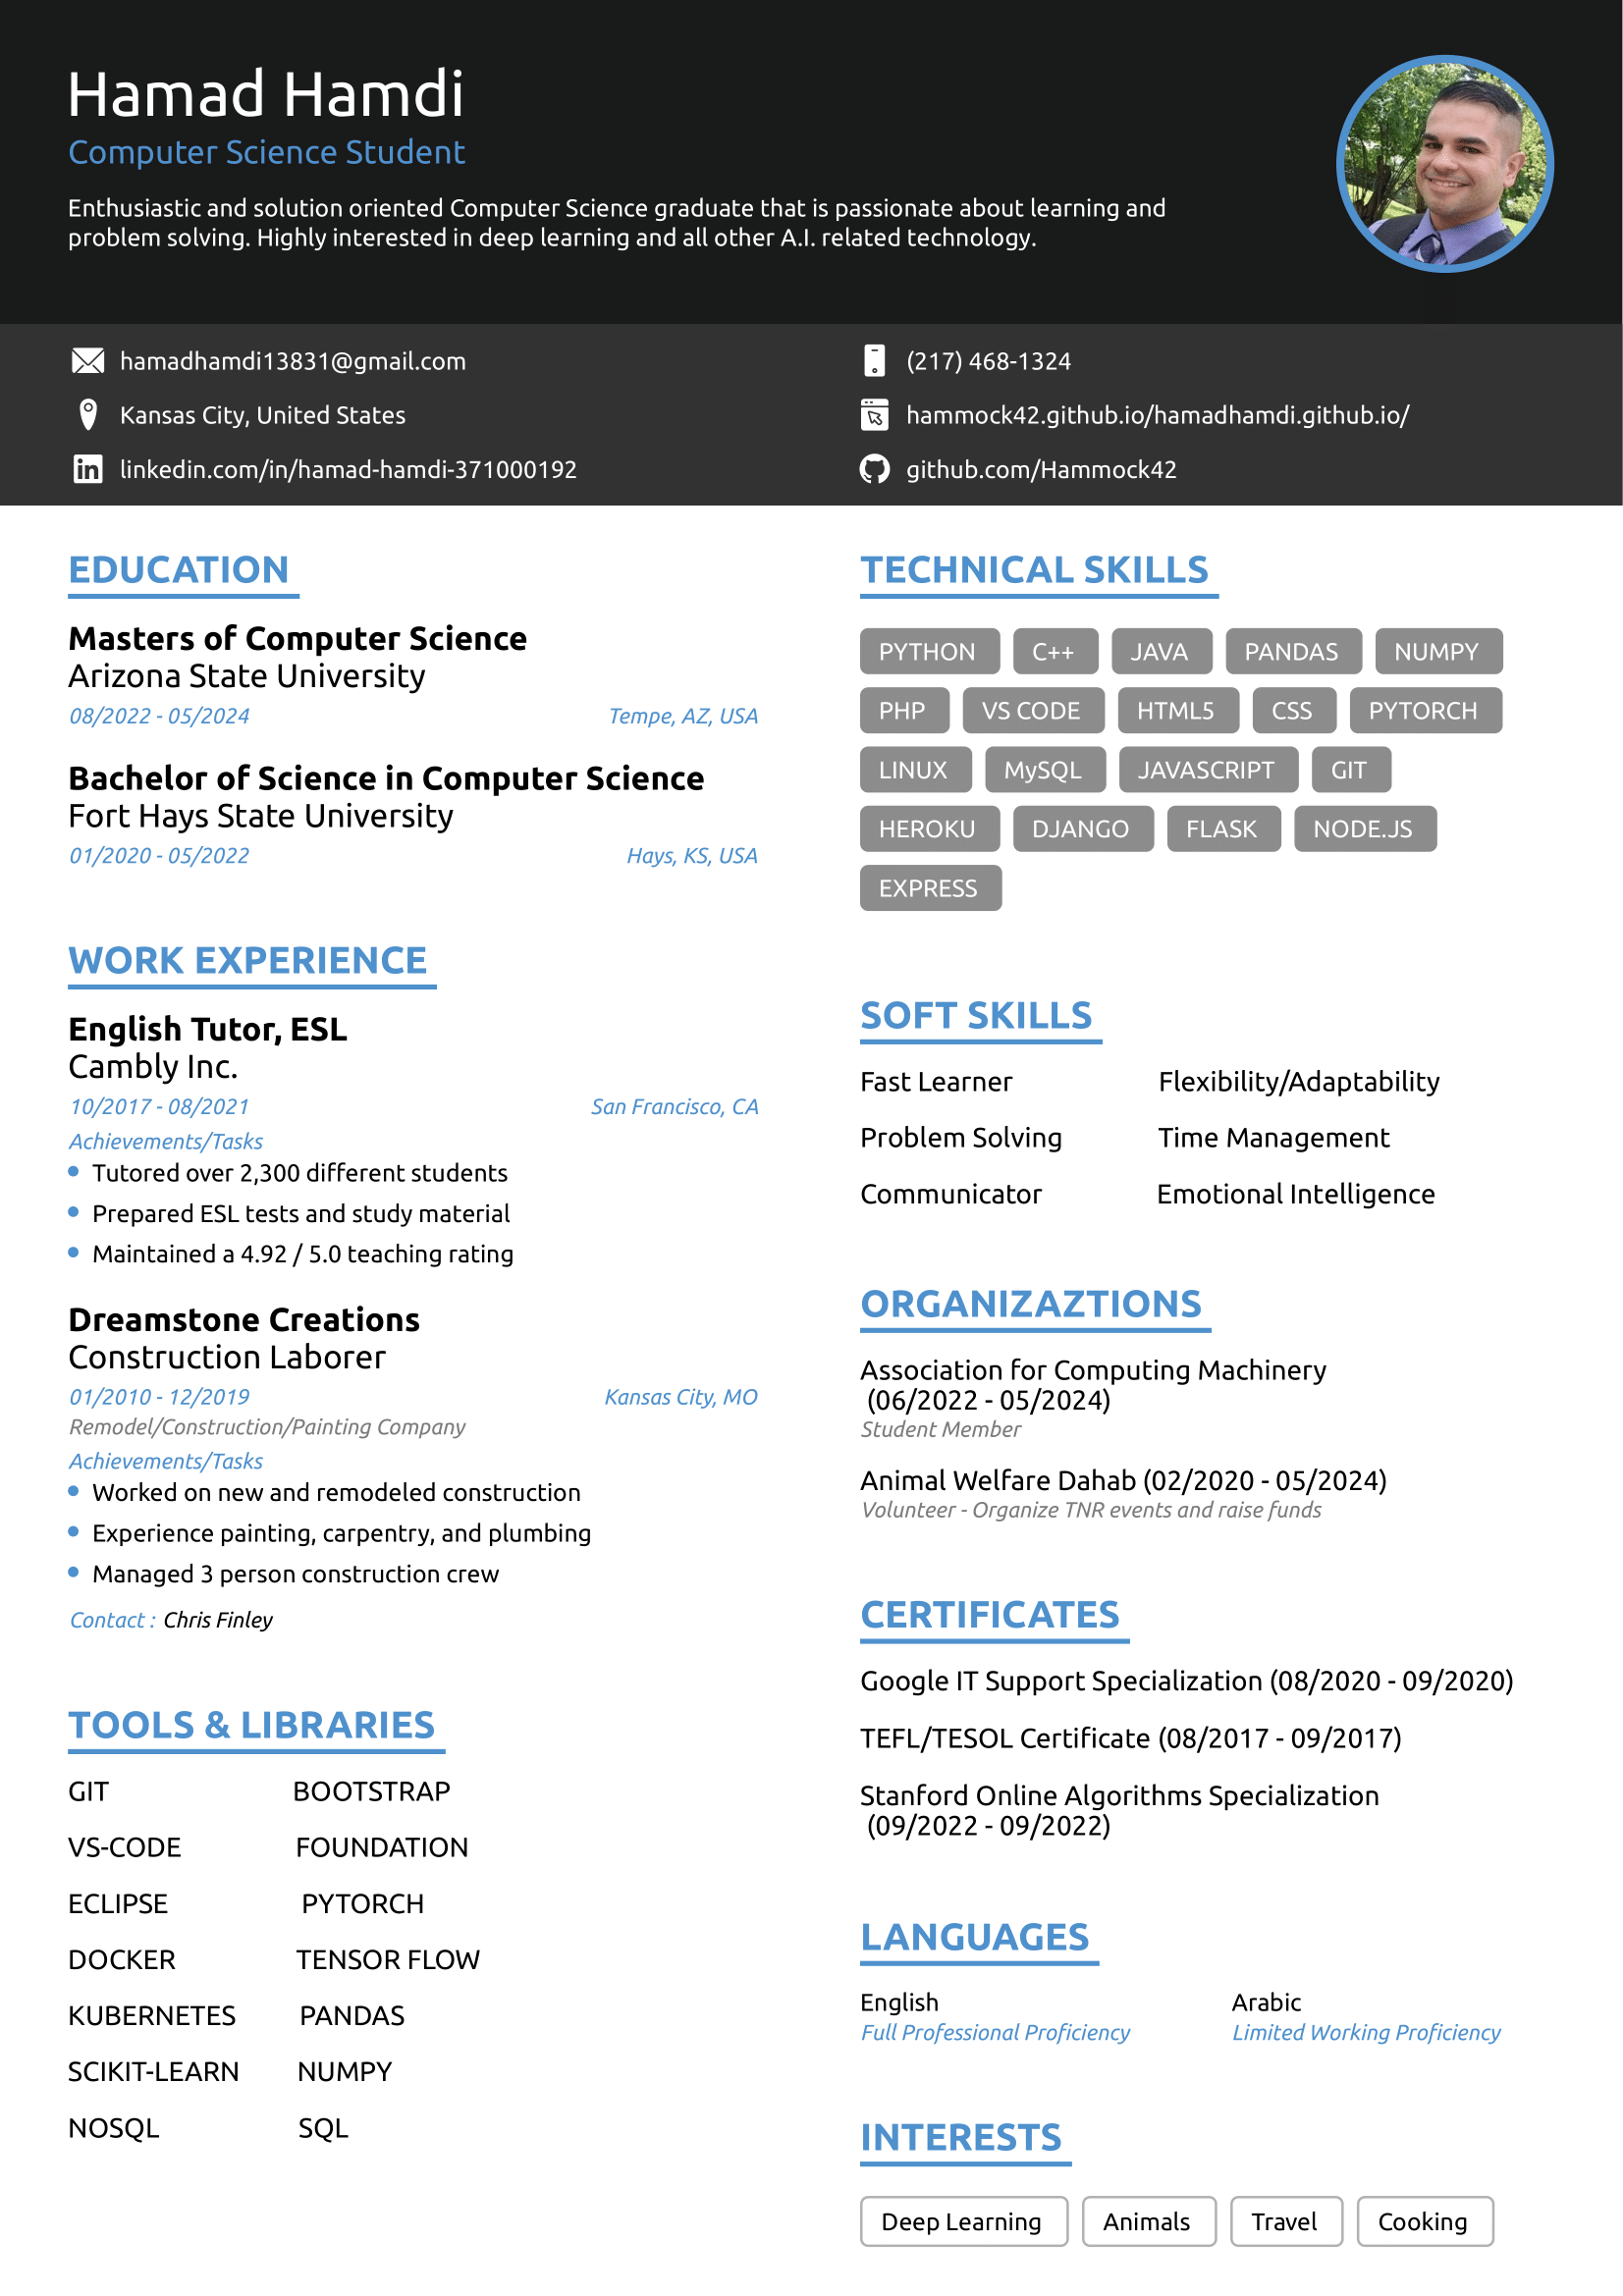 Hamad Hamdi
Computer Science Student
Enthusiastic and solution oriented Computer Science graduate that is passionate about learning and
problem solving. Highly interested in deep learning and all other A.I. related technology.
hamadhamdi13831@gmail.com
(217) 468-1324
Kansas City, United States
hammock42.github.io/hamadhamdi.github.io/
linkedin.com/in/hamad-hamdi-371000192
github.com/Hammock42
EDUCATION
Masters of Computer Science
Arizona State University
08/2022 - 05/2024 Tempe, AZ, USA
Bachelor of Science in Computer Science
Fort Hays State University
01/2020 - 05/2022 Hays, KS, USA
WORK EXPERIENCE
English Tutor, ESL
Cambly Inc.
10/2017 - 08/2021 San Francisco, CA
Achievements/Tasks
Tutored over 2,300 different students
Prepared ESL tests and study material
Maintained a 4.92 / 5.0 teaching rating
Dreamstone Creations
Construction Laborer
01/2010 - 12/2019 Kansas City, MO
Remodel/Construction/Painting Company
Achievements/Tasks
Worked on new and remodeled construction
Experience painting, carpentry, and plumbing
Managed 3 person construction crew
Contact : Chris Finley
TOOLS & LIBRARIES
GIT BOOTSTRAP
VS-CODE FOUNDATION
ECLIPSE PYTORCH
DOCKER TENSOR FLOW
KUBERNETES PANDAS
SCIKIT-LEARN NUMPY
NOSQL SQL
TECHNICAL SKILLS
PYTHON C++ JAVA PANDAS NUMPY
PHP VS CODE HTML5 CSS PYTORCH
LINUX MySQL JAVASCRIPT GIT
HEROKU DJANGO FLASK NODE.JS
EXPRESS
SOFT SKILLS
Fast Learner Flexibility/Adaptability
Problem Solving Time Management
Communicator Emotional Intelligence
ORGANIZAZTIONS
Association for Computing Machinery
(06/2022 - 05/2024)
Student Member
Animal Welfare Dahab (02/2020 - 05/2024)
Volunteer - Organize TNR events and raise funds
CERTIFICATES
Google IT Support Specialization (08/2020 - 09/2020)
TEFL/TESOL Certificate (08/2017 - 09/2017)
Stanford Online Algorithms Specialization
(09/2022 - 09/2022)
LANGUAGES
English Arabic
Full Professional Proficiency Limited Working Proficiency
INTERESTS
Deep Learning Animals Travel Cooking